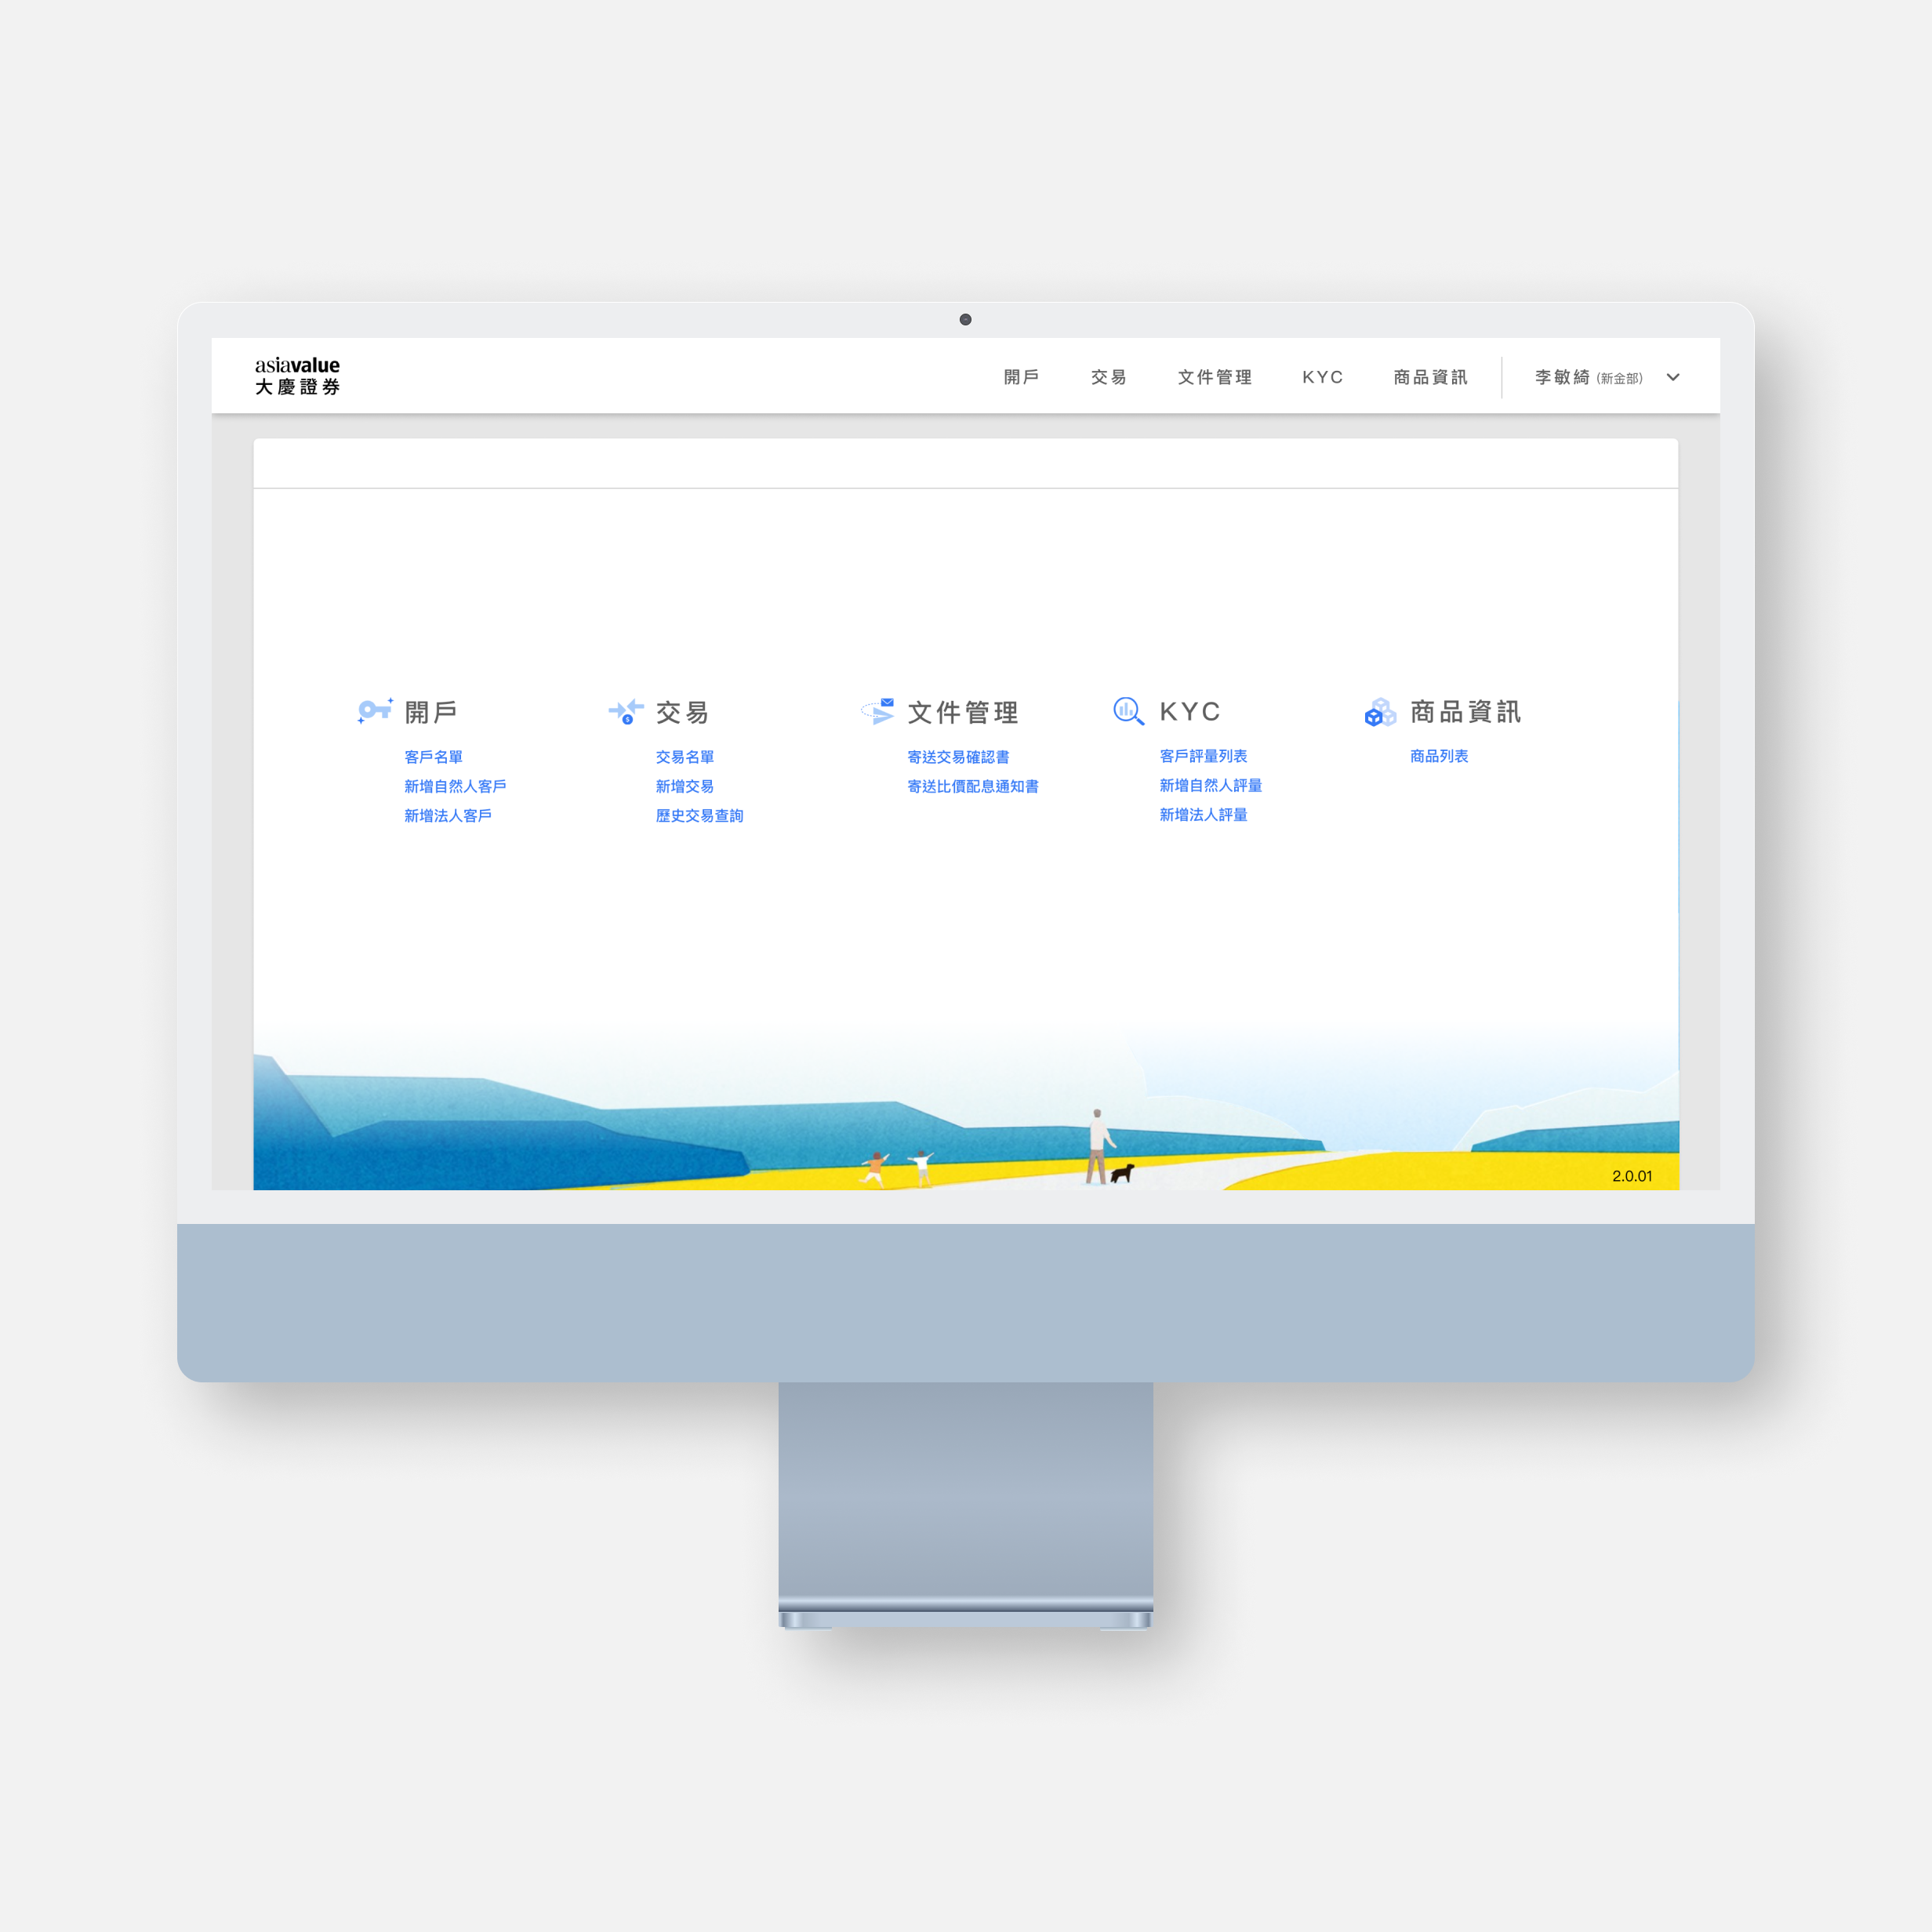 asiavalue
大慶證券
開戶 交易 文件管理 KYC 商品資訊 李敏綺 (新金部)
開戶
客戶名單
新增自然人客戶
新增法人客戶
交易
交易名單
新增交易
歷史交易查詢
文件管理
寄送交易確認書
寄送比價配息通知書
KYC
客戶評量列表
新增自然人評量
新增法人評量
商品資訊
商品列表
2.0.01